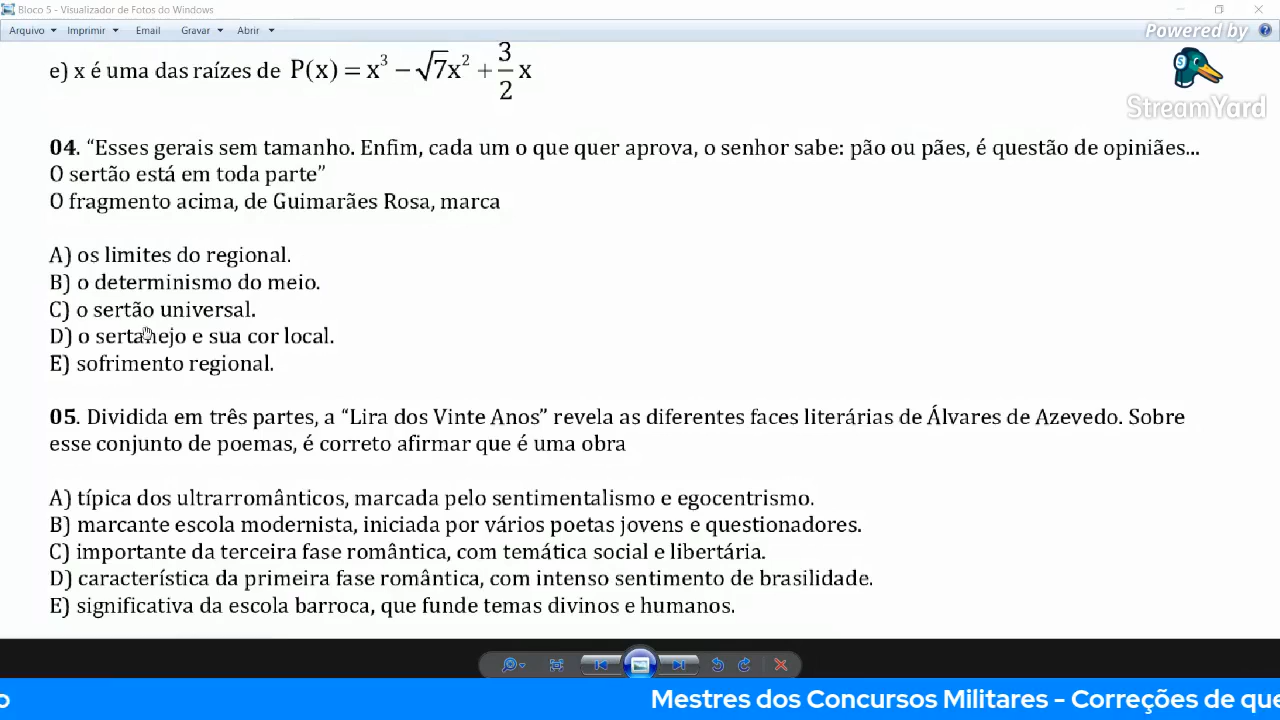 Bloco 5 - Visualizador de Fotos do Windows
Arquivo Imprimir Email Gravar Abrir
Powered by
StreamYard
e) x é uma das raízes de P(x) = x³ − √7x² + 3/2 x
04. “Esses gerais sem tamanho. Enfim, cada um o que quer aprova, o senhor sabe: pão ou pães, é questão de opiniães...
O sertão está em toda parte”
O fragmento acima, de Guimarães Rosa, marca
A) os limites do regional.
B) o determinismo do meio.
C) o sertão universal.
D) o sertanejo e sua cor local.
E) sofrimento regional.
05. Dividida em três partes, a “Lira dos Vinte Anos” revela as diferentes faces literárias de Álvares de Azevedo. Sobre
esse conjunto de poemas, é correto afirmar que é uma obra
A) típica dos ultrarromânticos, marcada pelo sentimentalismo e egocentrismo.
B) marcante escola modernista, iniciada por vários poetas jovens e questionadores.
C) importante da terceira fase romântica, com temática social e libertária.
D) característica da primeira fase romântica, com intenso sentimento de brasilidade.
E) significativa da escola barroca, que funde temas divinos e humanos.
o Mestres dos Concursos Militares - Correções de que